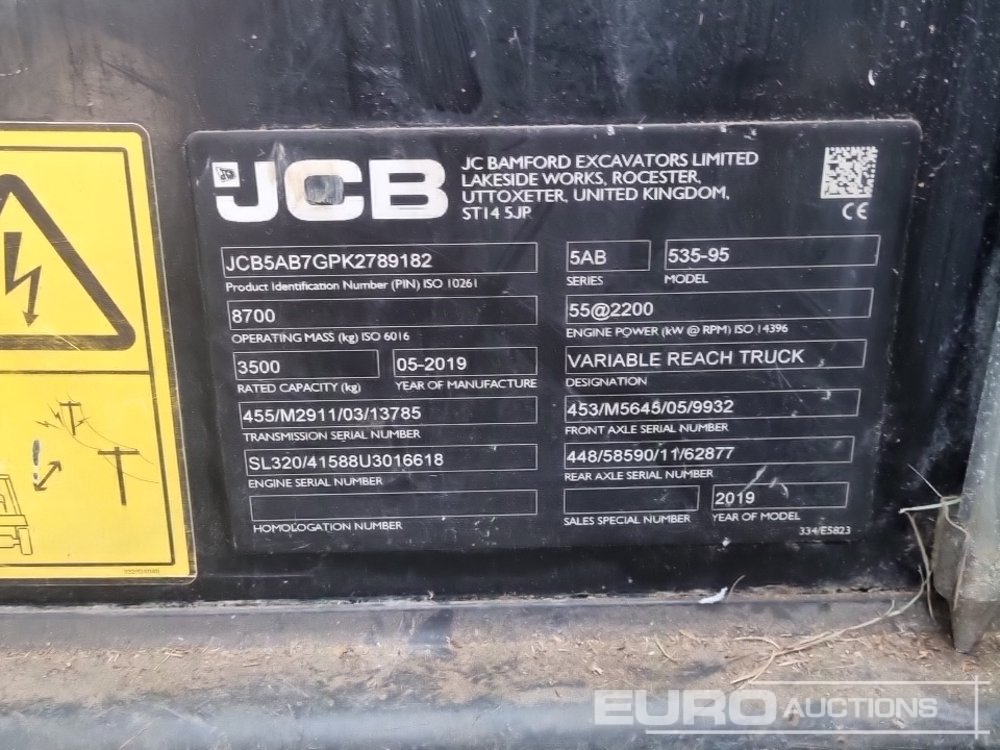 JCB
JC BAMFORD EXCAVATORS LIMITED
LAKESIDE WORKS, ROCESTER,
UTTOXETER, UNITED KINGDOM,
ST14 5JP
CE
JCB5AB7GPK2789182
Product Identification Number (PIN) ISO 10261
5AB
SERIES
535-95
MODEL
8700
OPERATING MASS (kg) ISO 6016
55@2200
ENGINE POWER (kW @ RPM) ISO 14396
3500
RATED CAPACITY (kg)
05-2019
YEAR OF MANUFACTURE
VARIABLE REACH TRUCK
DESIGNATION
455/M2911/03/13785
TRANSMISSION SERIAL NUMBER
453/M5645/05/9932
FRONT AXLE SERIAL NUMBER
SL320/41588U3016618
ENGINE SERIAL NUMBER
448/58590/11/62877
REAR AXLE SERIAL NUMBER
HOMOLOGATION NUMBER
SALES SPECIAL NUMBER
2019
YEAR OF MODEL
334/E5823
EURO AUCTIONS